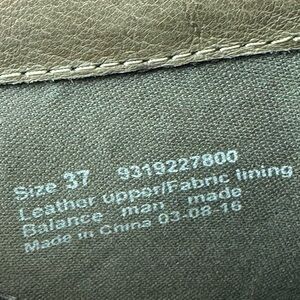 Size 37 9319227800
Leather upper/Fabric lining
Balance man made
Made in China 03-08-16